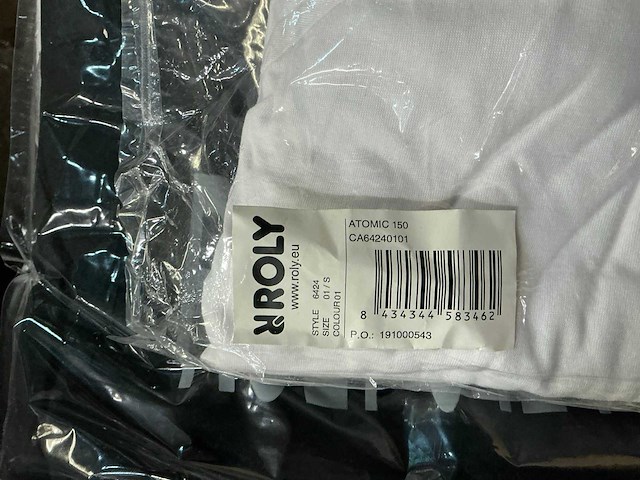 ROLY
www.roly.eu
STYLE 6424
SIZE 01/S
COLOUR 01
ATOMIC 150
CA64240101
8 434344 583462
P.O.: 191000543